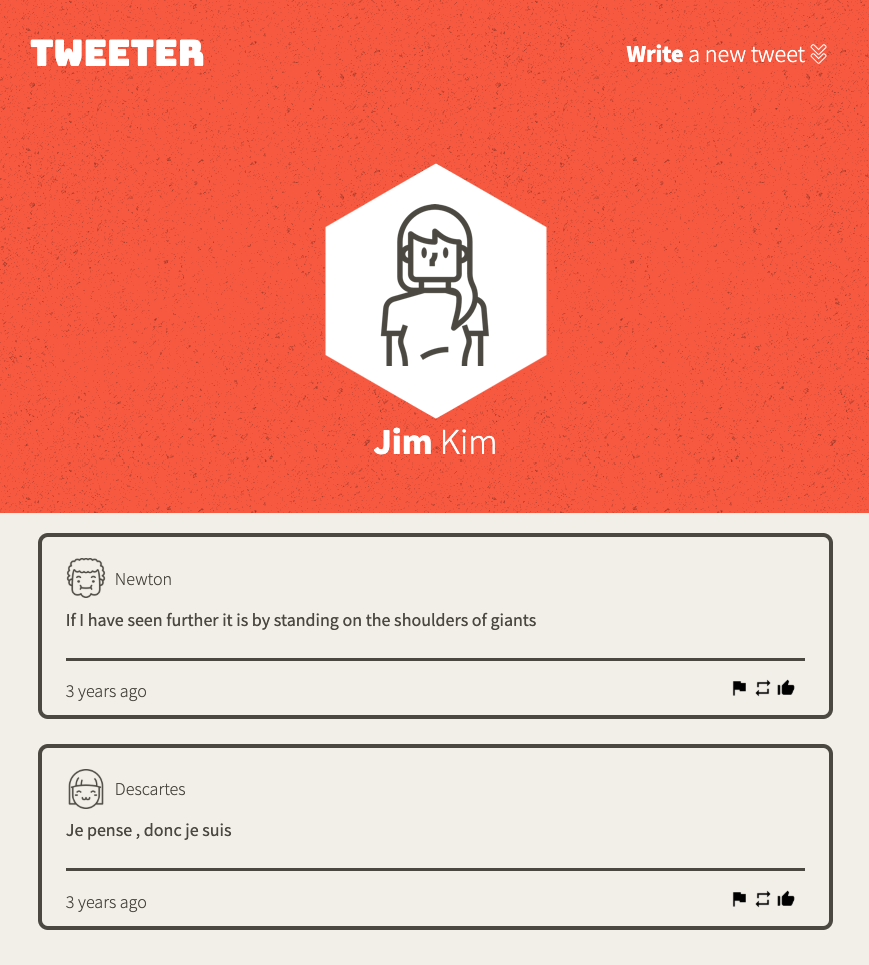 TWEETER
Write a new tweet
Jim Kim
Newton
If I have seen further it is by standing on the shoulders of giants
3 years ago
Descartes
Je pense , donc je suis
3 years ago